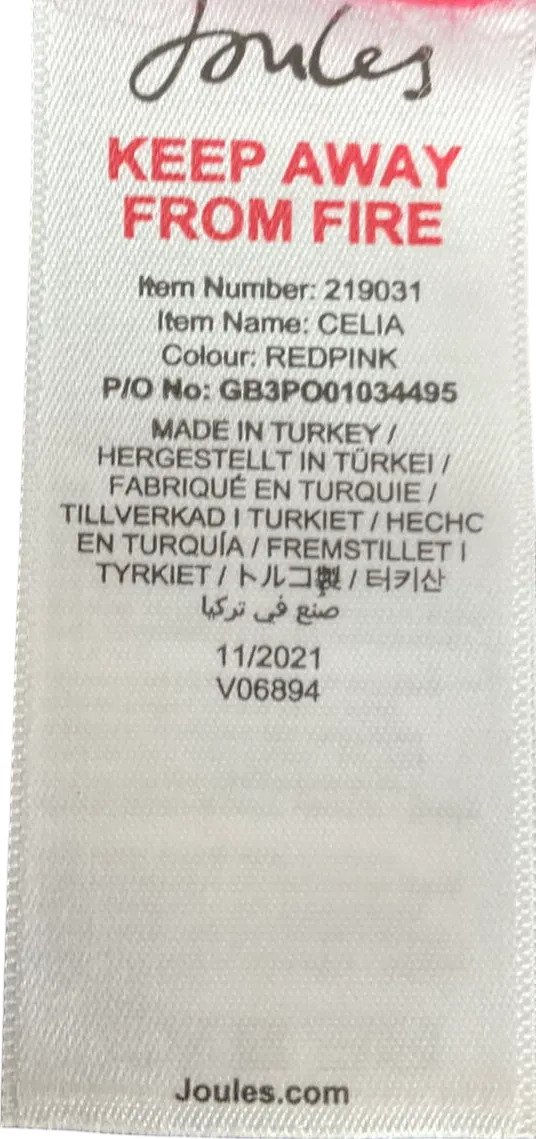 Joules
KEEP AWAY
FROM FIRE
Item Number: 219031
Item Name: CELIA
Colour: REDPINK
P/O No: GB3PO01034495
MADE IN TURKEY /
HERGESTELLT IN TÜRKEI /
FABRIQUÉ EN TURQUIE /
TILLVERKAD I TURKIET / HECHC
EN TURQUÍA / FREMSTILLET I
TYRKIET / トルコ製 / 터키산
صنع في تركيا
11/2021
V06894
Joules.com